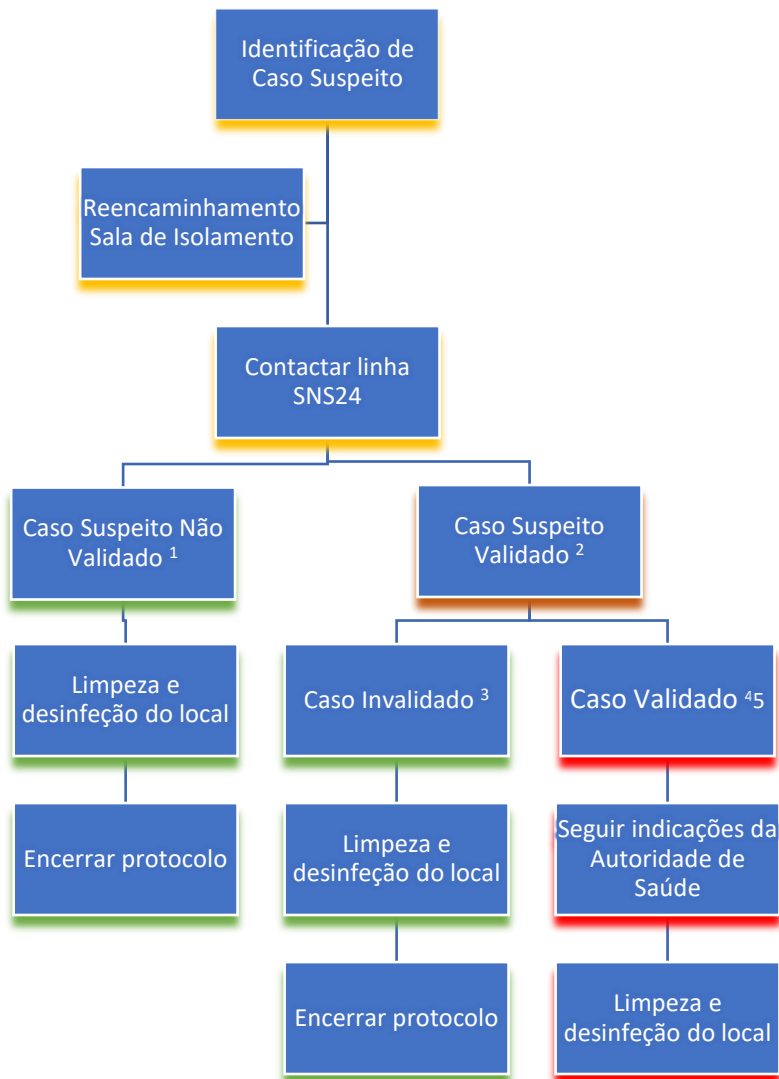 Identificação de
Caso Suspeito
Reencaminhamento
Sala de Isolamento
Contactar linha
SNS24
Caso Suspeito Não
Validado ¹
Caso Suspeito
Validado ²
Limpeza e
desinfeção do local
Caso Invalidado ³
Caso Validado ⁴5
Encerrar protocolo
Limpeza e
desinfeção do local
Seguir indicações da
Autoridade de
Saúde
Encerrar protocolo
Limpeza e
desinfeção do local